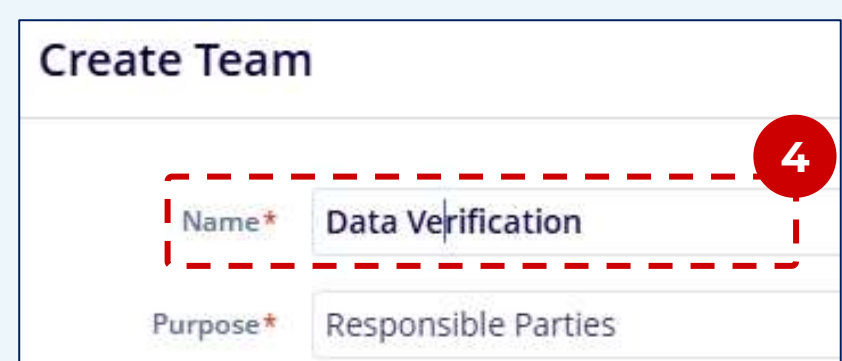 Create Team
4
Name* Data Verification
Purpose* Responsible Parties